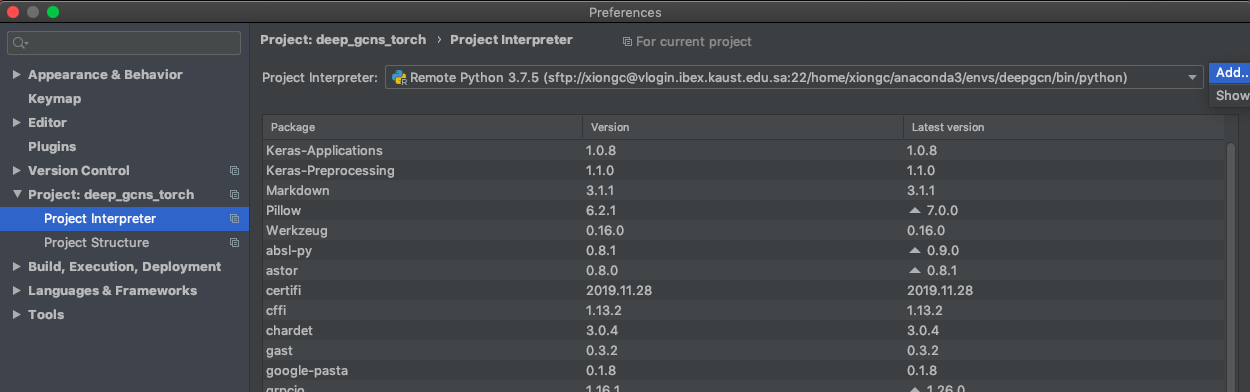 Preferences
Project: deep_gcns_torch › Project Interpreter For current project
Project Interpreter: Remote Python 3.7.5 (sftp://xiongc@vlogin.ibex.kaust.edu.sa:22/home/xiongc/anaconda3/envs/deepgcn/bin/python) Add...
Show
Appearance & Behavior
Keymap
Editor
Plugins
Version Control
Project: deep_gcns_torch
Project Interpreter
Project Structure
Build, Execution, Deployment
Languages & Frameworks
Tools
Package Version Latest version
Keras-Applications 1.0.8 1.0.8
Keras-Preprocessing 1.1.0 1.1.0
Markdown 3.1.1 3.1.1
Pillow 6.2.1 7.0.0
Werkzeug 0.16.0 0.16.0
absl-py 0.8.1 0.9.0
astor 0.8.0 0.8.1
certifi 2019.11.28 2019.11.28
cffi 1.13.2 1.13.2
chardet 3.0.4 3.0.4
gast 0.3.2 0.3.2
google-pasta 0.1.8 0.1.8
grpcio 1.16.1 1.26.0